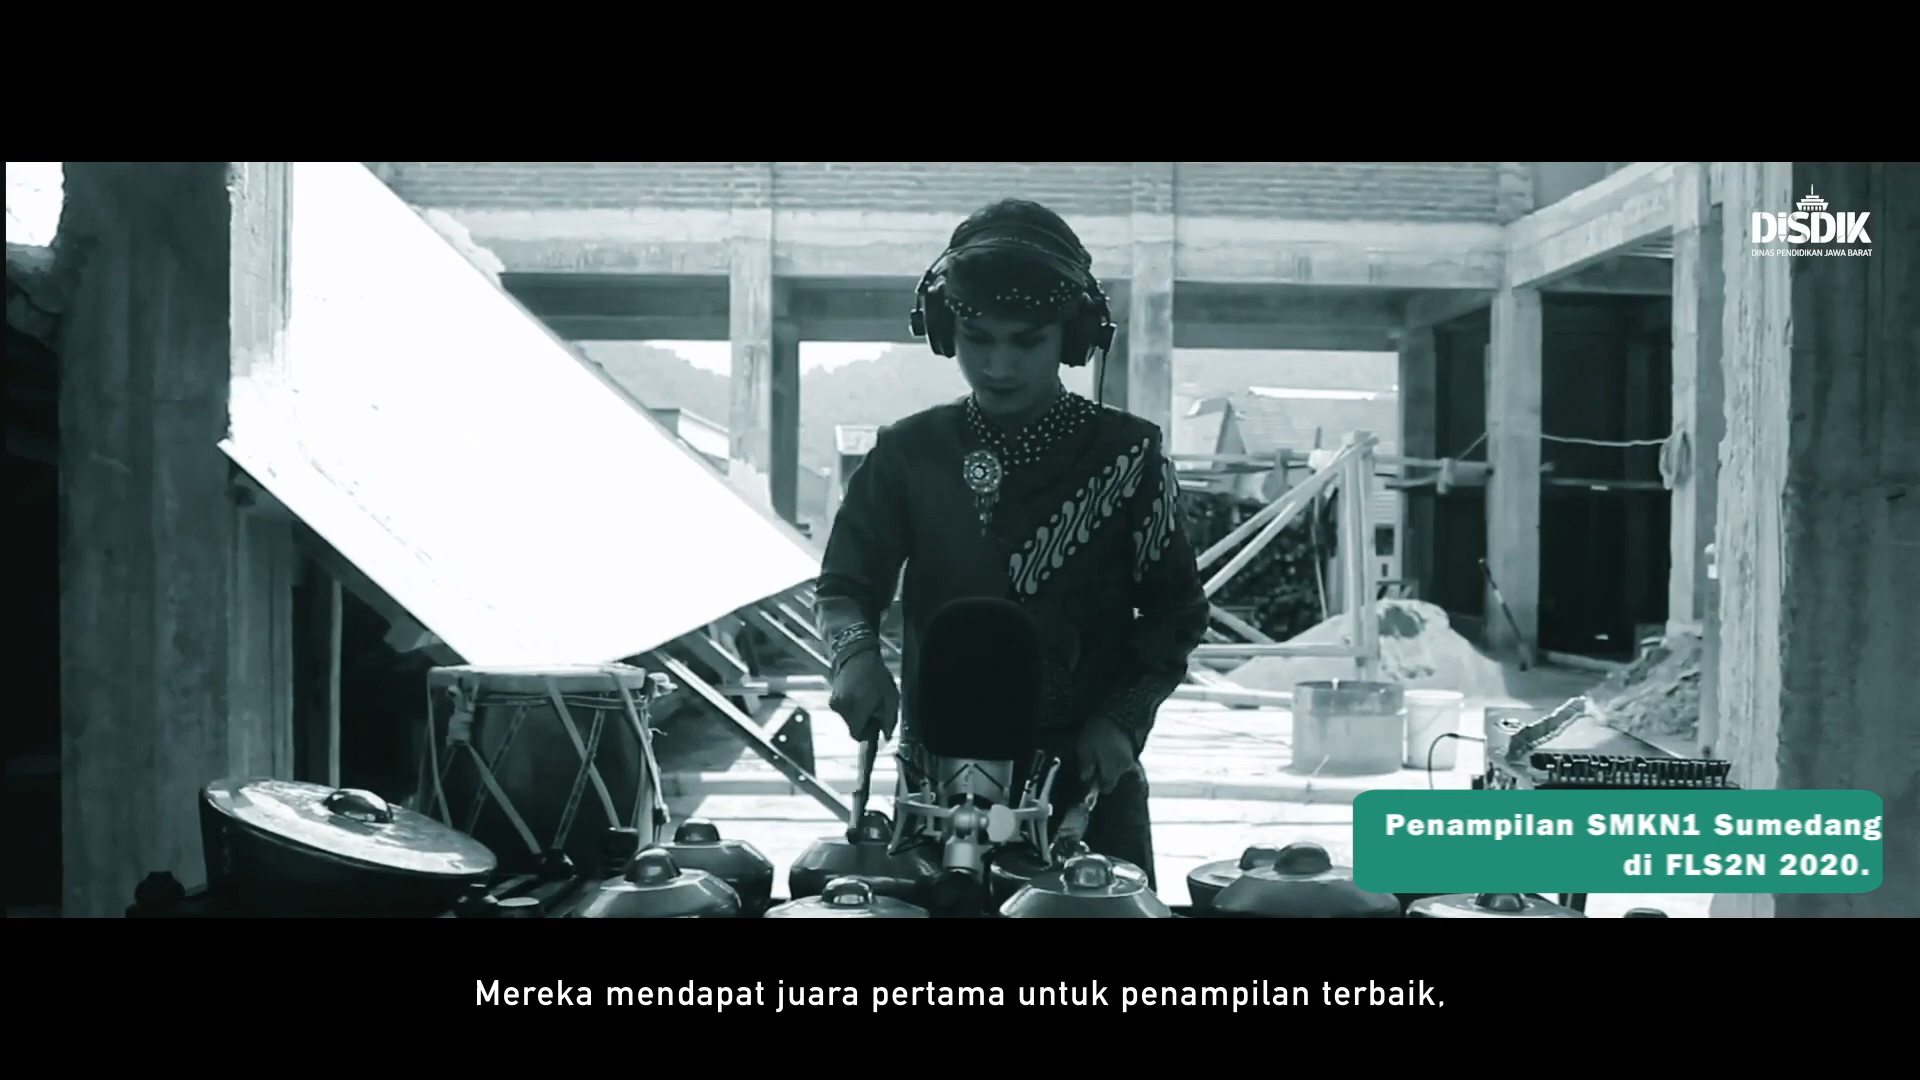 DiSDIK
DINAS PENDIDIKAN JAWA BARAT
Penampilan SMKN1 Sumedang
di FLS2N 2020.
Mereka mendapat juara pertama untuk penampilan terbaik,